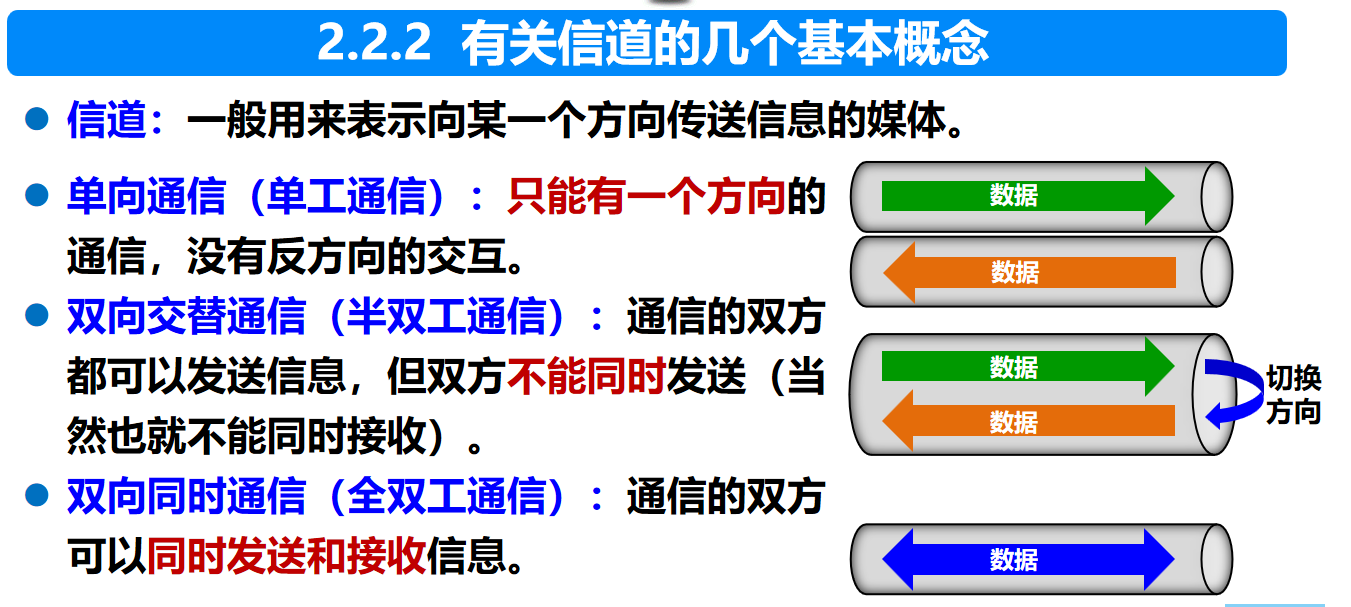 2.2.2 有关信道的几个基本概念
信道：一般用来表示向某一个方向传送信息的媒体。
单向通信（单工通信）：只能有一个方向的
通信，没有反方向的交互。
双向交替通信（半双工通信）：通信的双方
都可以发送信息，但双方不能同时发送（当
然也就不能同时接收）。
双向同时通信（全双工通信）：通信的双方
可以同时发送和接收信息。
数据
数据
数据
数据
切换
方向
数据